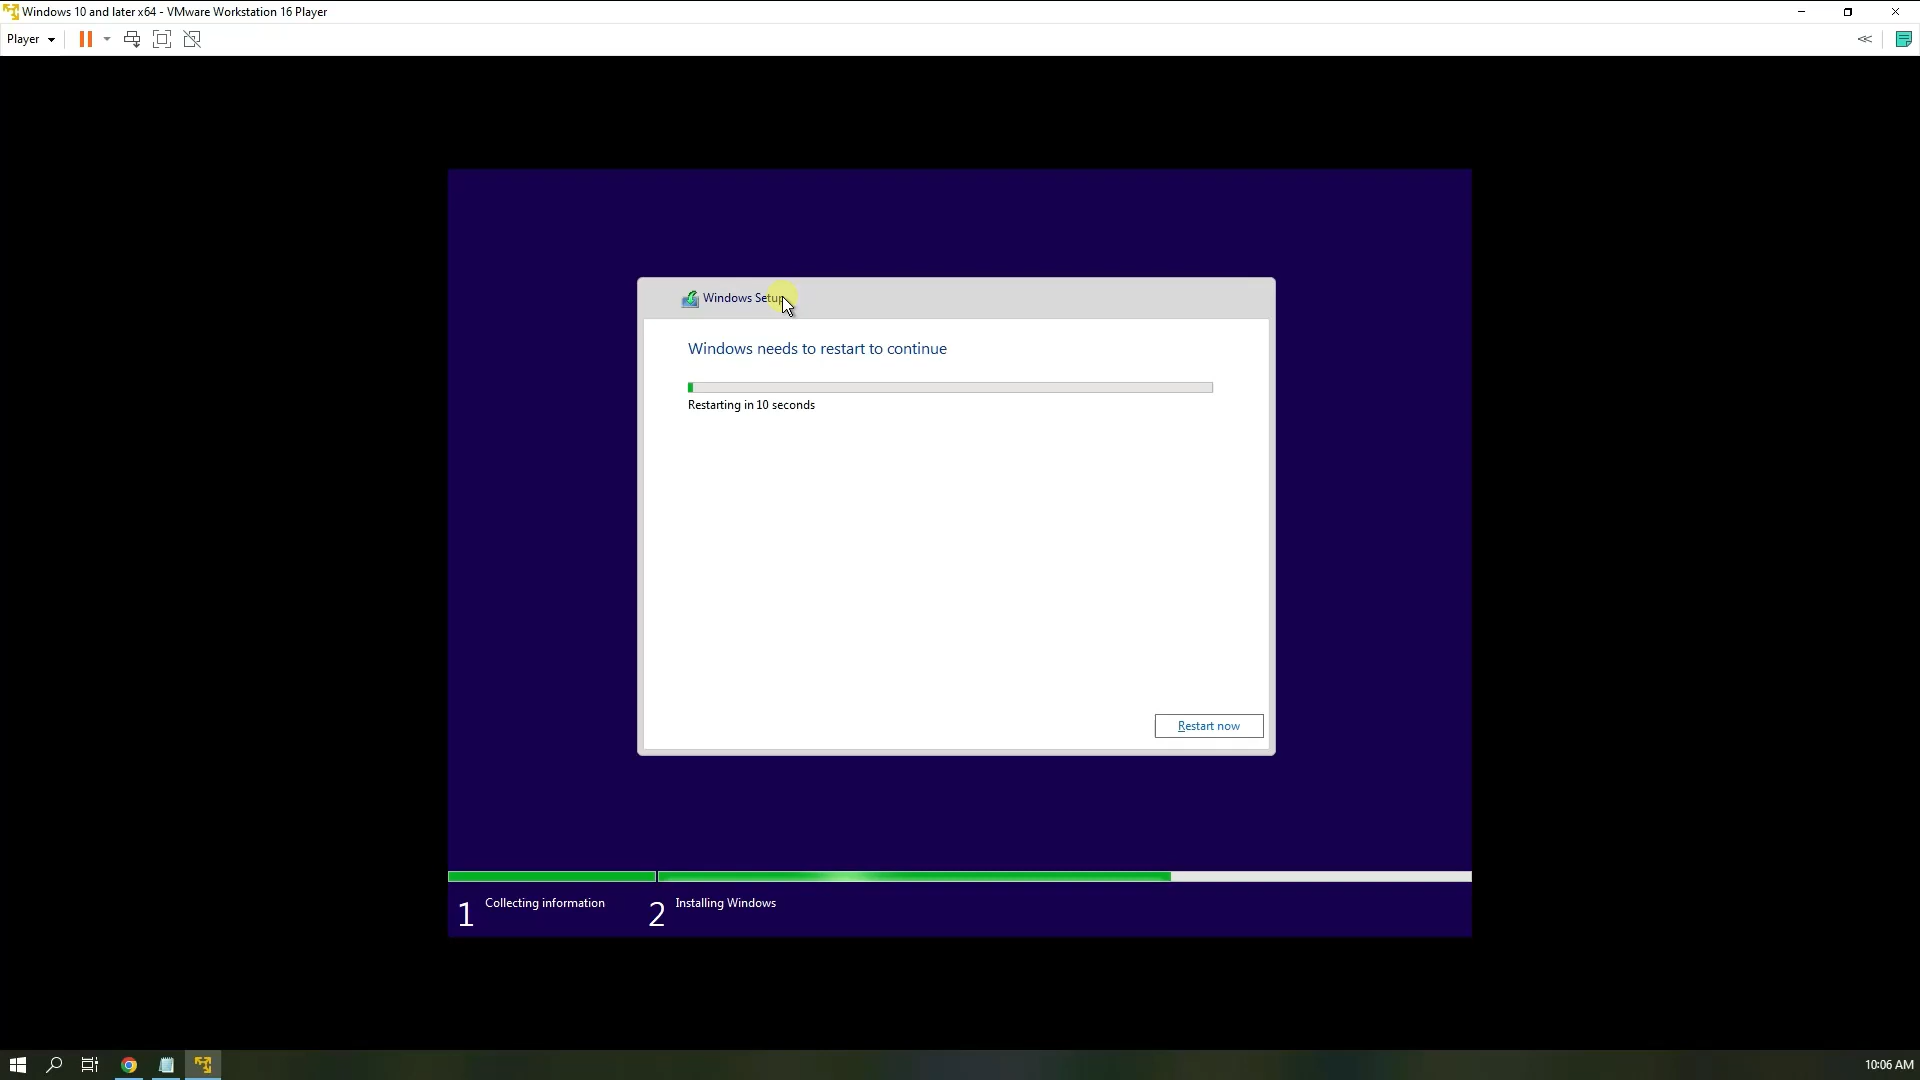 Windows 10 and later x64 - VMware Workstation 16 Player
Player
Windows Setup
Windows needs to restart to continue
Restarting in 10 seconds
Restart now
1 Collecting information
2 Installing Windows
10:06 AM